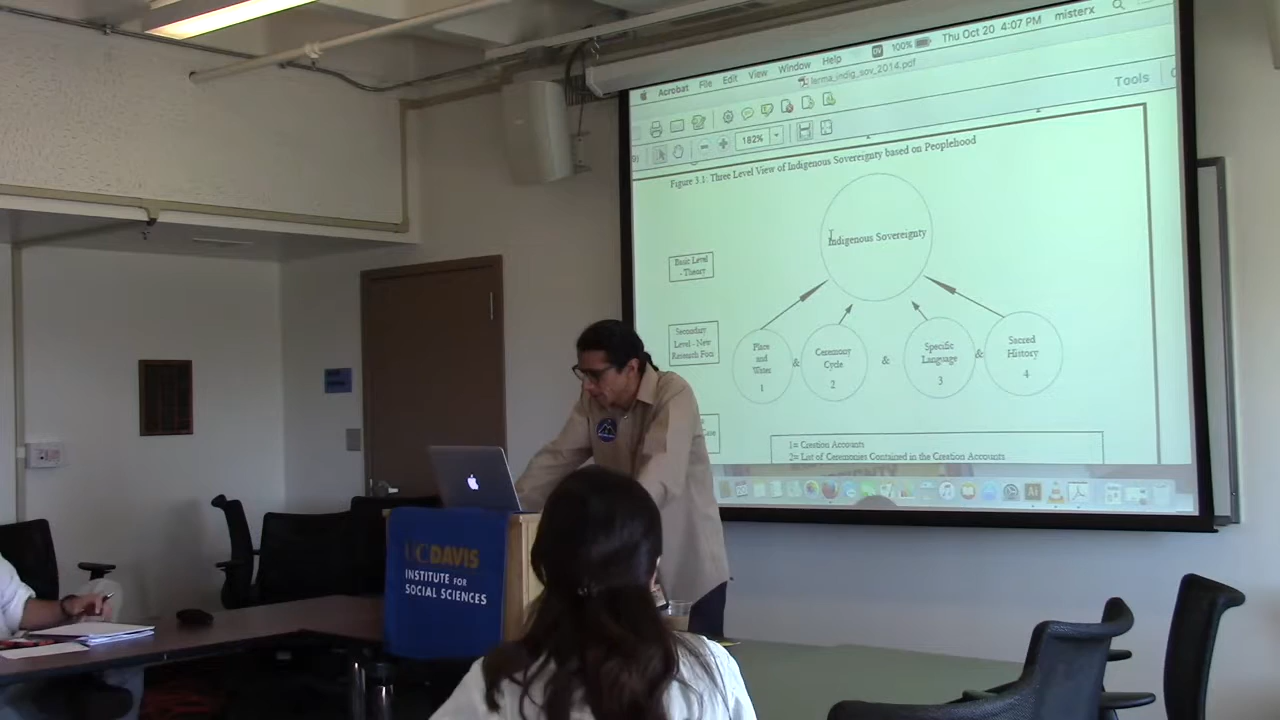 Acrobat File Edit View Window Help 100% Thu Oct 20 4:07 PM misterx
lerma_indig_sov_2014.pdf
Tools
182%
Figure 3.1: Three Level View of Indigenous Sovereignty based on Peoplehood
Indigenous Sovereignty
Basic Level
- Theory
Secondary
Level - New
Research Foci
Place
and
Water
1
&
Ceremony
Cycle
2
&
Specific
Language
3
&
Sacred
History
4
1= Creation Accounts
2= List of Ceremonies Contained in the Creation Accounts
UC DAVIS
INSTITUTE FOR
SOCIAL SCIENCES